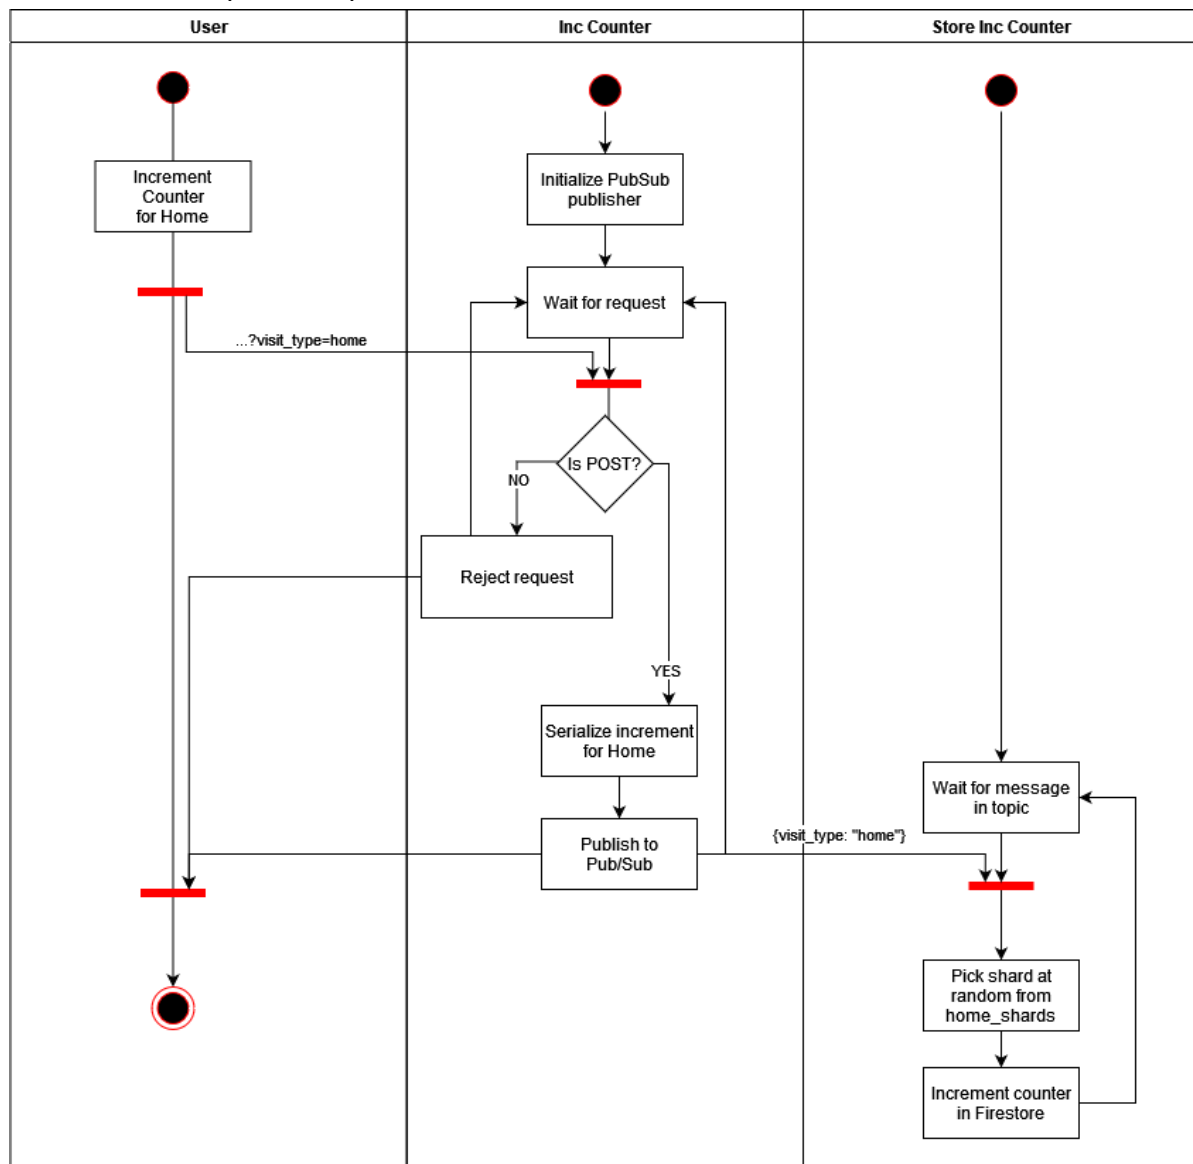 User
Inc Counter
Store Inc Counter
Increment
Counter
for Home
Initialize PubSub
publisher
Wait for request
...?visit_type=home
Is POST?
NO
Reject request
YES
Serialize increment
for Home
Wait for message
in topic
Publish to
Pub/Sub
{visit_type: "home"}
Pick shard at
random from
home_shards
Increment counter
in Firestore